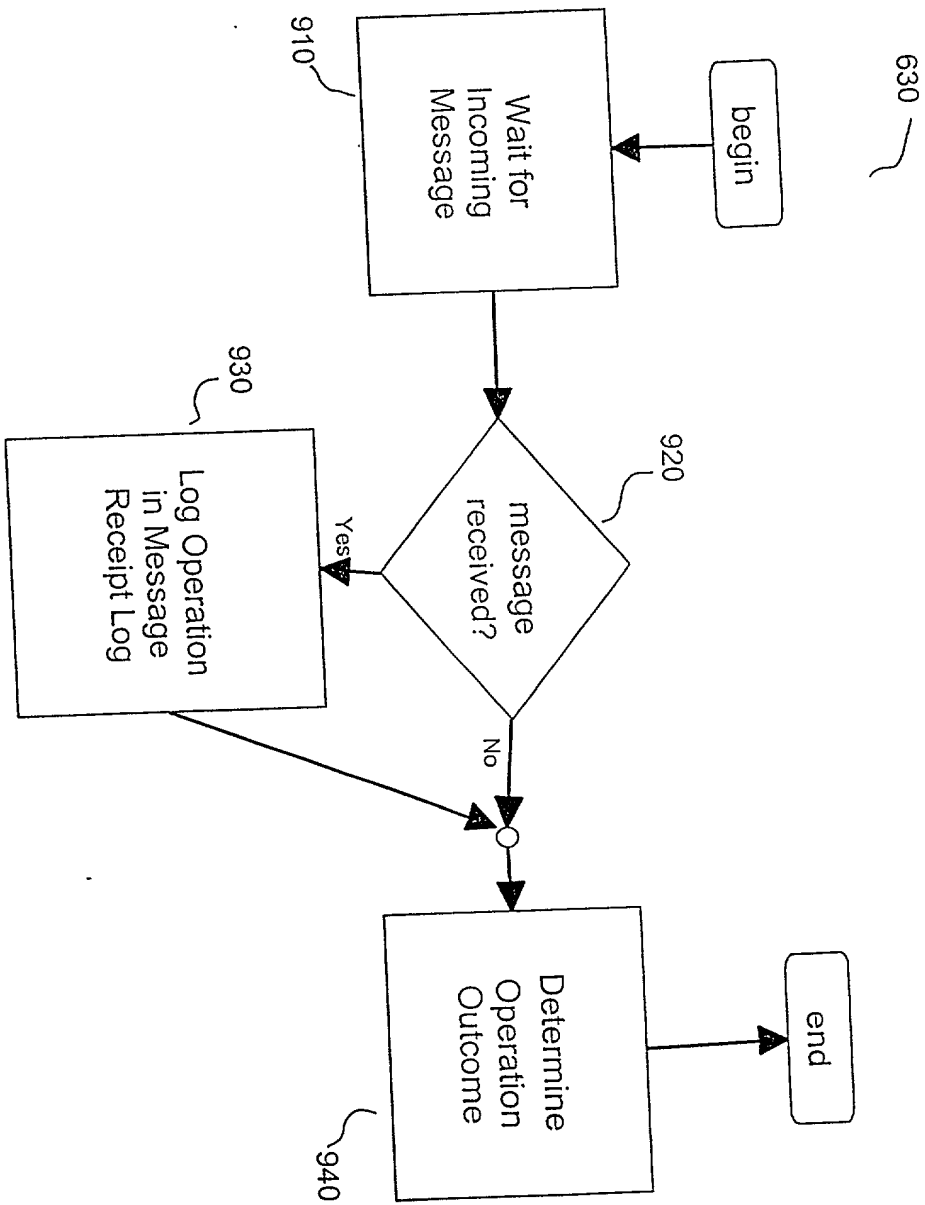 630
begin
Wait for
Incoming
Message
910
920
message
received?
Yes
No
930
Log Operation
in Message
Receipt Log
Determine
Operation
Outcome
940
end